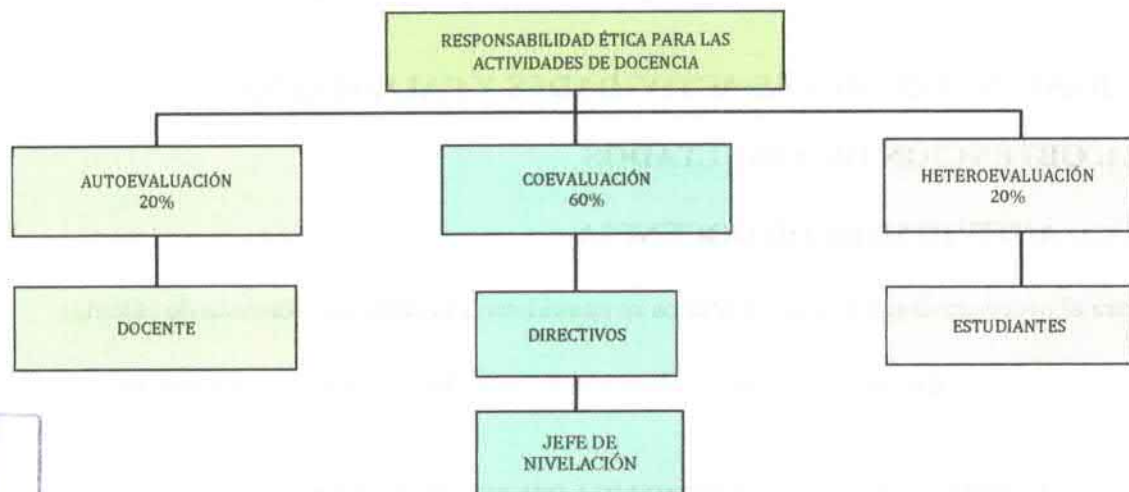 RESPONSABILIDAD ÉTICA PARA LAS
ACTIVIDADES DE DOCENCIA
AUTOEVALUACIÓN
20%
COEVALUACIÓN
60%
HETEROEVALUACIÓN
20%
DOCENTE
DIRECTIVOS
ESTUDIANTES
JEFE DE
NIVELACIÓN